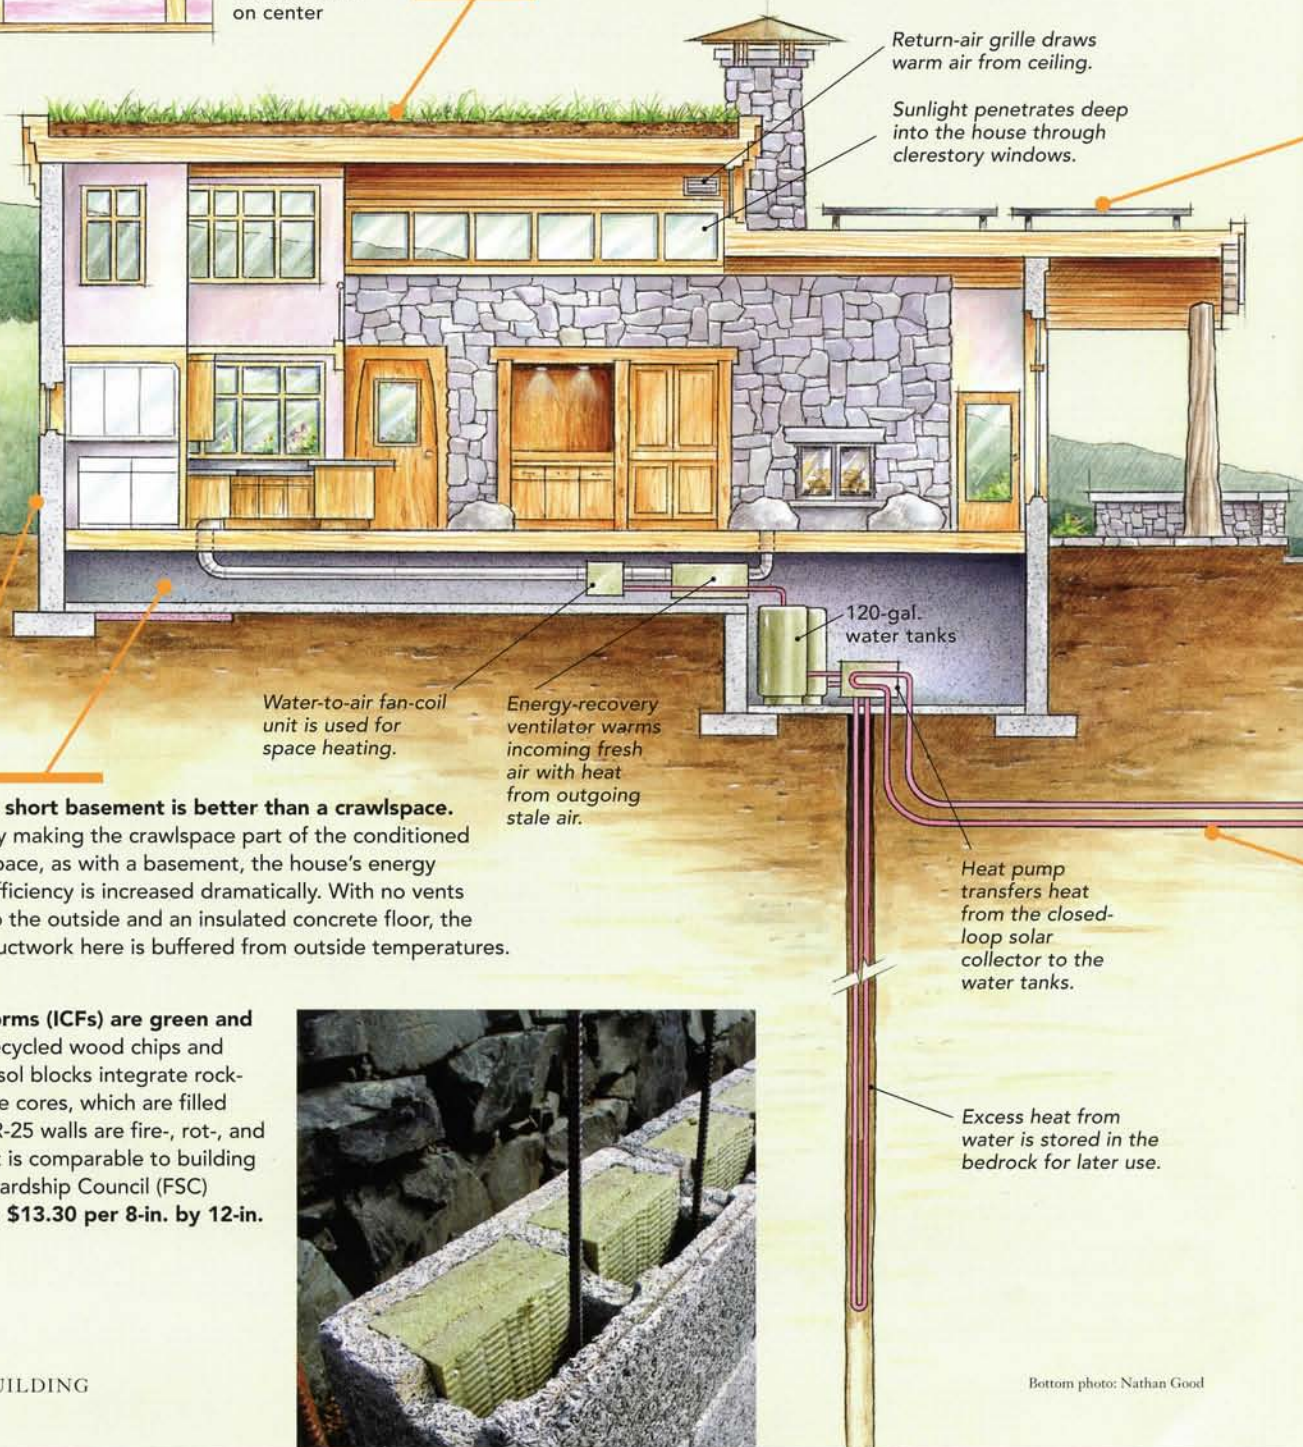 on center
Return-air grille draws
warm air from ceiling.
Sunlight penetrates deep
into the house through
clerestory windows.
120-gal.
water tanks
Water-to-air fan-coil
unit is used for
space heating.
Energy-recovery
ventilator warms
incoming fresh
air with heat
from outgoing
stale air.
short basement is better than a crawlspace.
y making the crawlspace part of the conditioned
pace, as with a basement, the house's energy
fficiency is increased dramatically. With no vents
o the outside and an insulated concrete floor, the
uctwork here is buffered from outside temperatures.
Heat pump
transfers heat
from the closed-
loop solar
collector to the
water tanks.
orms (ICFs) are green and
ecycled wood chips and
sol blocks integrate rock-
e cores, which are filled
R-25 walls are fire-, rot-, and
t is comparable to building
ardship Council (FSC)
$13.30 per 8-in. by 12-in.
Excess heat from
water is stored in the
bedrock for later use.
UILDING
Bottom photo: Nathan Good